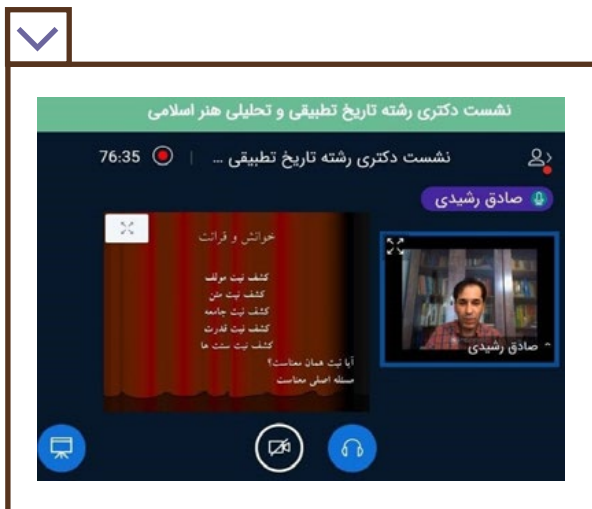 نشست دکتری رشته تاریخ تطبیقی و تحلیلی هنر اسلامی
نشست دکتری رشته تاریخ تطبیقی ... | 76:35
صادق رشیدی
خوانش و قرائت
کشف نیت مولف
کشف نیت متن
کشف نیت جامعه
کشف نیت قدرت
کشف نیت سنت ها
آیا نیت همان معناست؟
مسئله اصلی معناست
صادق رشیدی